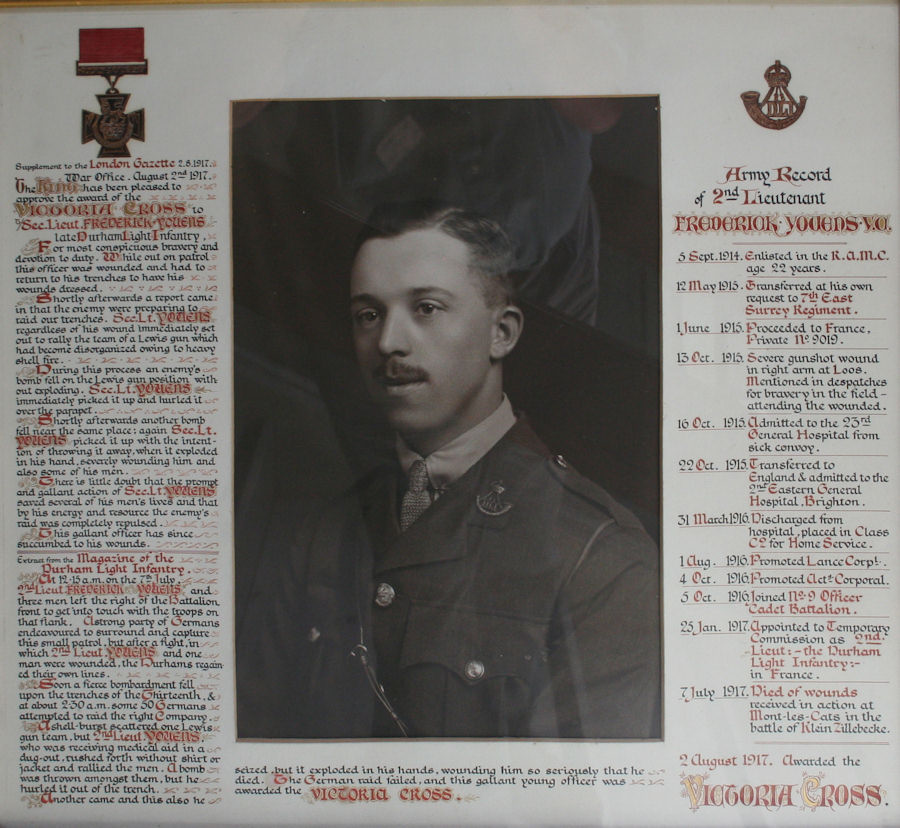 Supplement to the London Gazette 2.8.1917.
War Office. August 2nd 1917.
The KING has been pleased to
approve the award of the
VICTORIA CROSS to
Sec. Lieut. FREDERICK YOUENS
late Durham Light Infantry,
For most conspicuous bravery and
devotion to duty. While out on patrol
this officer was wounded and had to
return to his trenches to have his
wounds dressed.
Shortly afterwards a report came
in that the enemy were preparing to
raid our trenches. Sec. Lt. YOUENS
regardless of his wound immediately set
out to rally the team of a Lewis gun which
had become disorganized owing to heavy
shell fire.
During this process an enemy's
bomb fell on the Lewis gun position with
out exploding. Sec. Lt. YOUENS
immediately picked it up and hurled it
over the parapet.
Shortly afterwards another bomb
fell near the same place: again Sec. Lt.
YOUENS picked it up with the intent-
ion of throwing it away, when it exploded
in his hand, severely wounding him and
also some of his men.
There is little doubt that the prompt
and gallant action of Sec. Lt. YOUENS
saved several of his men's lives and that
by his energy and resource the enemy's
raid was completely repulsed.
This gallant officer has since
succumbed to his wounds.
Extract from the Magazine of the
Durham Light Infantry.
At 12.15 a.m. on the 7th July.
2nd Lieut. FREDERICK YOUENS, and
three men left the right of the Battalion
front to get into touch with the troops on
that flank. A strong party of Germans
endeavoured to surround and capture
this small patrol, but after a fight, in
which 2nd Lieut. YOUENS and one
man were wounded, the Durhams regain-
ed their own lines.
Soon a fierce bombardment fell
upon the trenches of the Thirteenth, &
at about 2.30 a.m. some 50 Germans
attempted to raid the right Company.
A shell-burst scattered one Lewis
gun team, but 2nd Lieut. YOUENS,
who was receiving medical aid in a
dug-out, rushed forth without shirt or
jacket and rallied the men. A bomb
was thrown amongst them, but he
hurled it out of the trench.
Another came and this also he
seized, but it exploded in his hands, wounding him so seriously that he
died. The German raid failed, and this gallant young officer was
awarded the VICTORIA CROSS.
DLI
Army Record
of 2nd Lieutenant
FREDERICK · YOUENS · V.C.
5 Sept. 1914. Enlisted in the R.A.M.C.
age 22 years.
12 May 1915. Transferred at his own
request to 7th East
Surrey Regiment.
1 June 1915. Proceeded to France,
Private No 9019.
13 Oct. 1915. Severe gunshot wound
in right arm at Loos.
Mentioned in despatches
for bravery in the field -
attending the wounded.
16 Oct. 1915. Admitted to the 23rd
General Hospital from
sick convoy.
22 Oct. 1915. Transferred to
England & admitted to the
2nd Eastern General
Hospital, Brighton.
31 March 1916. Discharged from
hospital, placed in Class
C2 for Home Service.
1 Aug. 1916. Promoted Lance Corpl.
4 Oct. 1916. Promoted Actg. Corporal.
5 Oct. 1916. Joined No 9 Officer
Cadet Battalion.
25 Jan. 1917. Appointed to Temporary
Commission as 2nd.
Lieut: - the Durham
Light Infantry:-
in France.
7 July 1917. Died of wounds
received in action at
Mont-les-Cats in the
battle of Klein Zillebecke.
2 August 1917. Awarded the
VICTORIA CROSS.